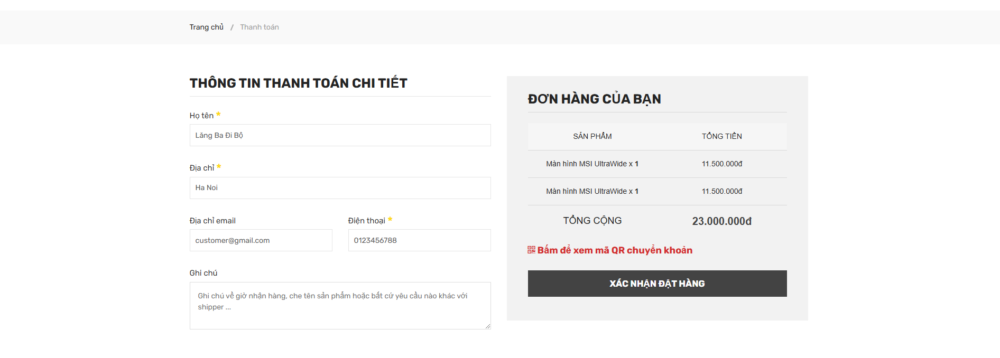 Trang chủ / Thanh toán
THÔNG TIN THANH TOÁN CHI TIẾT
Họ tên *
Lăng Ba Đi Bộ
Địa chỉ *
Ha Noi
Địa chỉ email
customer@gmail.com
Điện thoại *
0123456788
Ghi chú
Ghi chú về giờ nhận hàng, che tên sản phẩm hoặc bất cứ yêu cầu nào khác với
shipper ...
ĐƠN HÀNG CỦA BẠN
SẢN PHẨM TỔNG TIỀN
Màn hình MSI UltraWide x 1 11.500.000đ
Màn hình MSI UltraWide x 1 11.500.000đ
TỔNG CỘNG 23.000.000đ
Bấm để xem mã QR chuyển khoản
XÁC NHẬN ĐẶT HÀNG